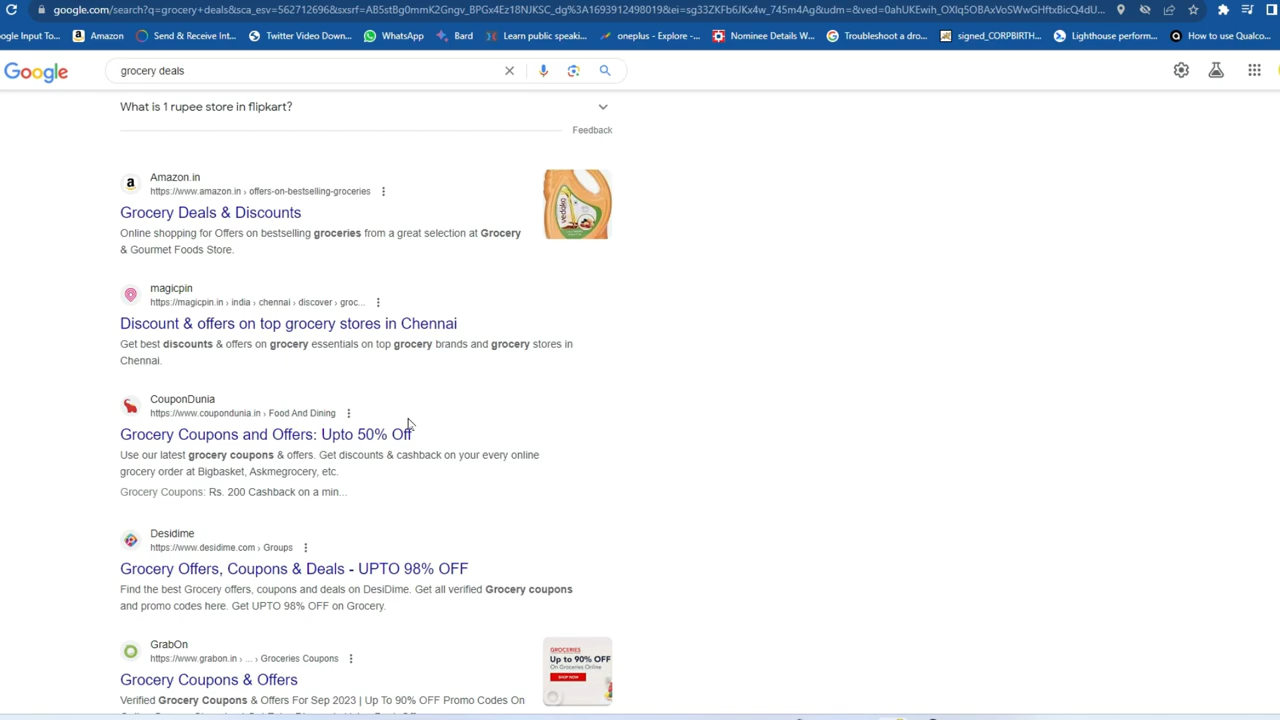 google.com/search?q=grocery+deals&sca_esv=562712696&sxsrf=AB5stBg0mmK2Gngv_BPGx4Ez18NJKSC_dg%3A1693912498019&ei=sg33ZKFb6JKx4w_745m4Ag&udm=&ved=0ahUKEwih_OXIq5OBAxVoSWwGHftxBicQ4dU...
ogle Input To...
Amazon
Send & Receive Int...
Twitter Video Down...
WhatsApp
Bard
Learn public speaki...
oneplus - Explore -...
Nominee Details W...
Troubleshoot a dro...
signed_CORPBIRTH...
Lighthouse perform...
How to use Qualco...
Google
grocery deals
What is 1 rupee store in flipkart?
Feedback
Amazon.in
https://www.amazon.in › offers-on-bestselling-groceries
Grocery Deals & Discounts
Online shopping for Offers on bestselling groceries from a great selection at Grocery
& Gourmet Foods Store.
vedaka
magicpin
https://magicpin.in › india › chennai › discover › groc...
Discount & offers on top grocery stores in Chennai
Get best discounts & offers on grocery essentials on top grocery brands and grocery stores in
Chennai.
CouponDunia
https://www.coupondunia.in › Food And Dining
Grocery Coupons and Offers: Upto 50% Off
Use our latest grocery coupons & offers. Get discounts & cashback on your every online
grocery order at Bigbasket, Askmegrocery, etc.
Grocery Coupons: Rs. 200 Cashback on a min...
Desidime
https://www.desidime.com › Groups
Grocery Offers, Coupons & Deals - UPTO 98% OFF
Find the best Grocery offers, coupons and deals on DesiDime. Get all verified Grocery coupons
and promo codes here. Get UPTO 98% OFF on Grocery.
GrabOn
https://www.grabon.in › ... › Groceries Coupons
Grocery Coupons & Offers
Verified Grocery Coupons & Offers For Sep 2023 | Up To 90% OFF Promo Codes On
GROCERIES
Up to 90% OFF
On Groceries Online
SHOP NOW